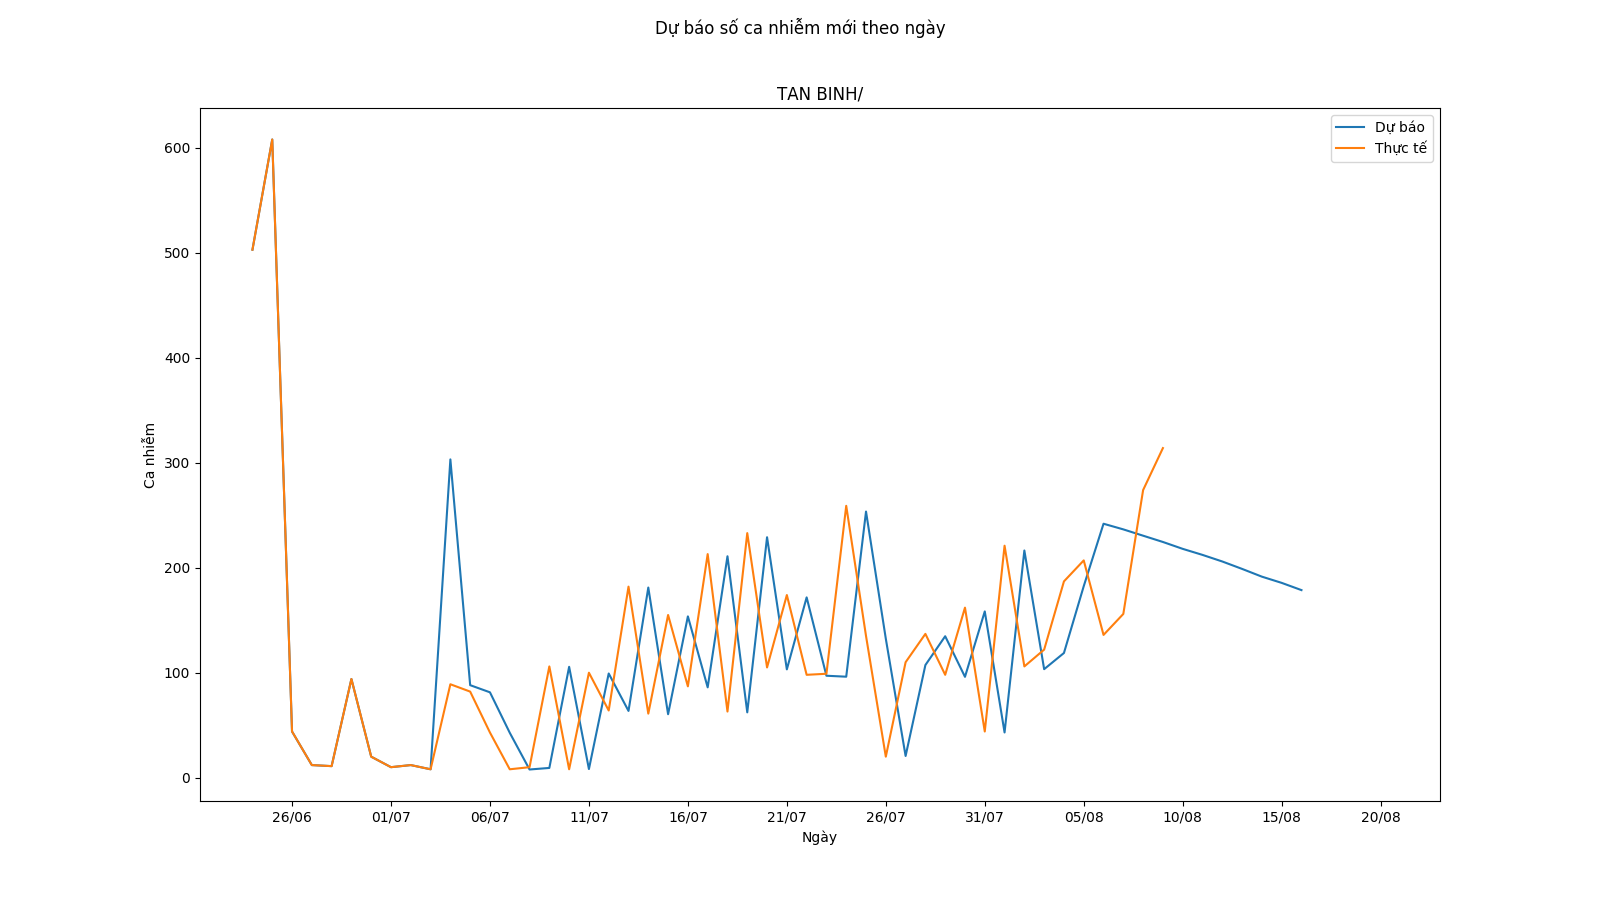 Dự báo số ca nhiễm mới theo ngày
TAN BINH/
Dự báo
Thực tế
600
500
400
300
200
100
0
Ca nhiễm
26/06 01/07 06/07 11/07 16/07 21/07 26/07 31/07 05/08 10/08 15/08 20/08
Ngày